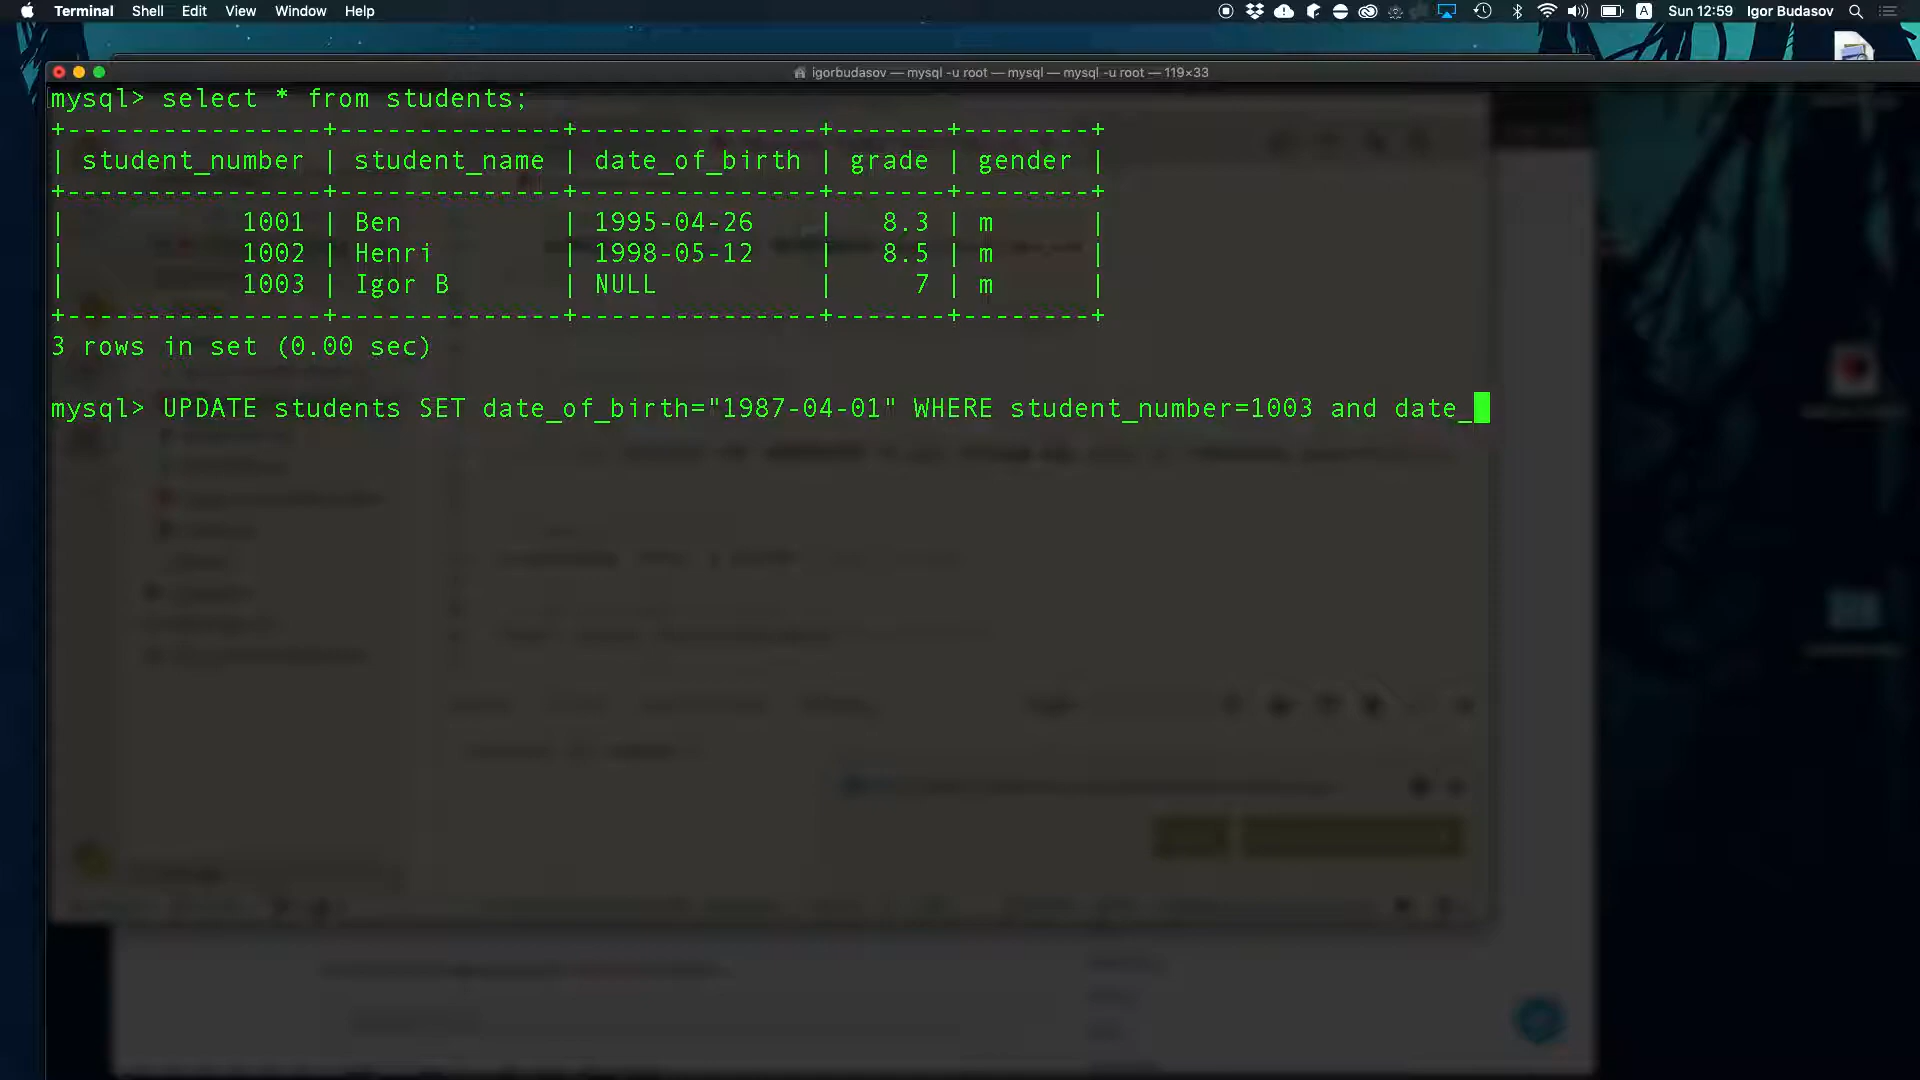 Terminal Shell Edit View Window Help A Sun 12:59 Igor Budasov
igorbudasov — mysql -u root — mysql — mysql -u root — 119×33
mysql> select * from students;
+----------------+--------------+---------------+-------+--------+
| student_number | student_name | date_of_birth | grade | gender |
+----------------+--------------+---------------+-------+--------+
| 1001 | Ben | 1995-04-26 | 8.3 | m |
| 1002 | Henri | 1998-05-12 | 8.5 | m |
| 1003 | Igor B | NULL | 7 | m |
+----------------+--------------+---------------+-------+--------+
3 rows in set (0.00 sec)
mysql> UPDATE students SET date_of_birth="1987-04-01" WHERE student_number=1003 and date_